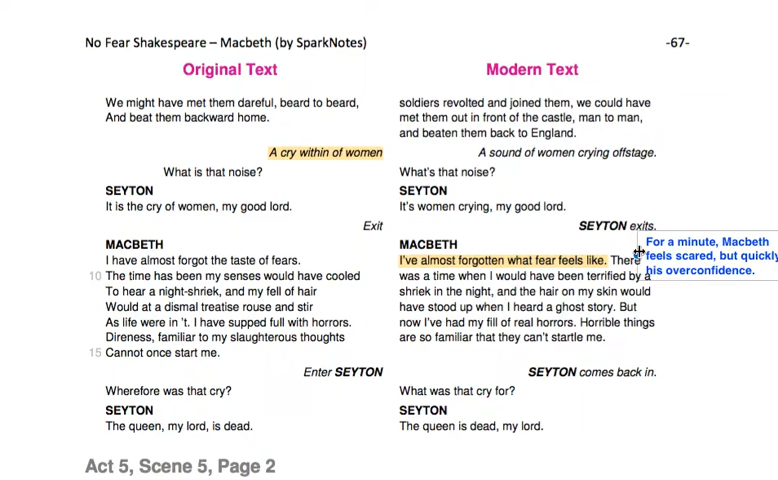 No Fear Shakespeare – Macbeth (by SparkNotes)
-67-
Original Text
We might have met them dareful, beard to beard,
And beat them backward home.
A cry within of women
What is that noise?
SEYTON
It is the cry of women, my good lord.
Exit
MACBETH
I have almost forgot the taste of fears.
10 The time has been my senses would have cooled
To hear a night-shriek, and my fell of hair
Would at a dismal treatise rouse and stir
As life were in 't. I have supped full with horrors.
Direness, familiar to my slaughterous thoughts
15 Cannot once start me.
Enter SEYTON
Wherefore was that cry?
SEYTON
The queen, my lord, is dead.
Modern Text
soldiers revolted and joined them, we could have
met them out in front of the castle, man to man,
and beaten them back to England.
A sound of women crying offstage.
What's that noise?
SEYTON
It's women crying, my good lord.
SEYTON exits.
MACBETH
I've almost forgotten what fear feels like. There
was a time when I would have been terrified by a
shriek in the night, and the hair on my skin would
have stood up when I heard a ghost story. But
now I've had my fill of real horrors. Horrible things
are so familiar that they can't startle me.
SEYTON comes back in.
What was that cry for?
SEYTON
The queen is dead, my lord.
For a minute, Macbeth
feels scared, but quickly
his overconfidence.
Act 5, Scene 5, Page 2